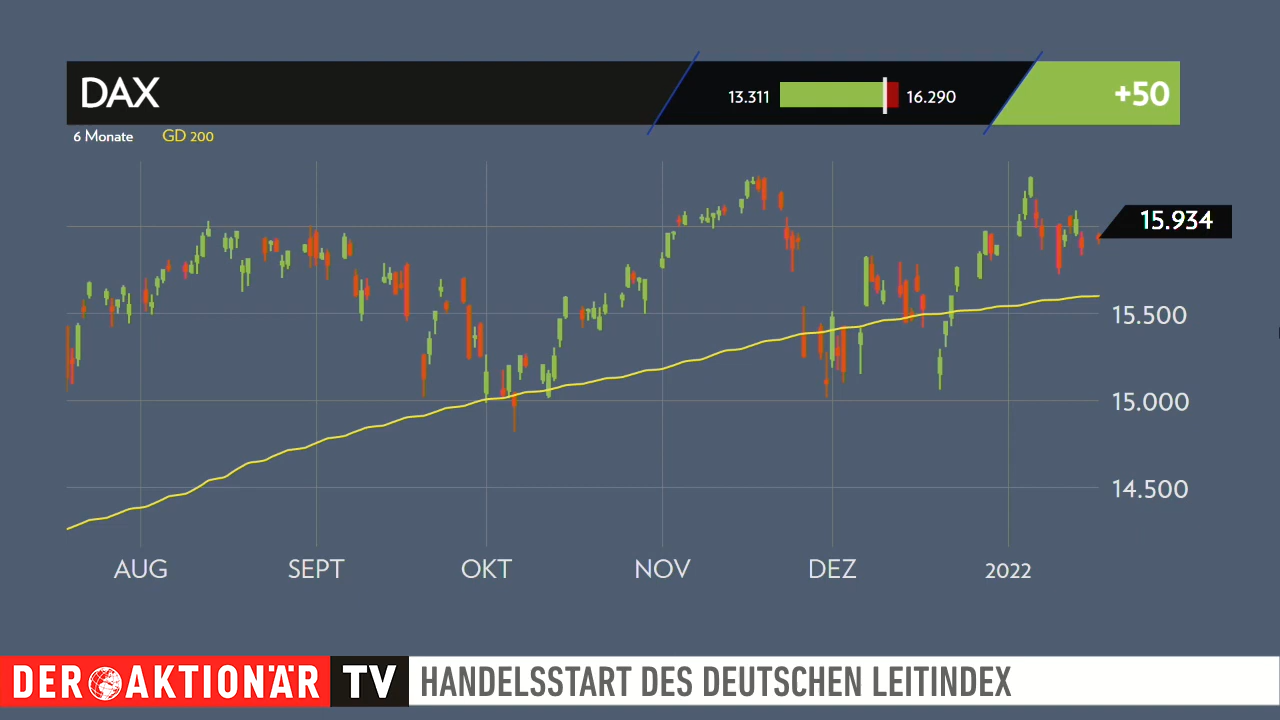 DAX
13.311
16.290
+50
6 Monate
GD 200
15.934
15.500
15.000
14.500
AUG
SEPT
OKT
NOV
DEZ
2022
DER AKTIONÄR TV
HANDELSSTART DES DEUTSCHEN LEITINDEX